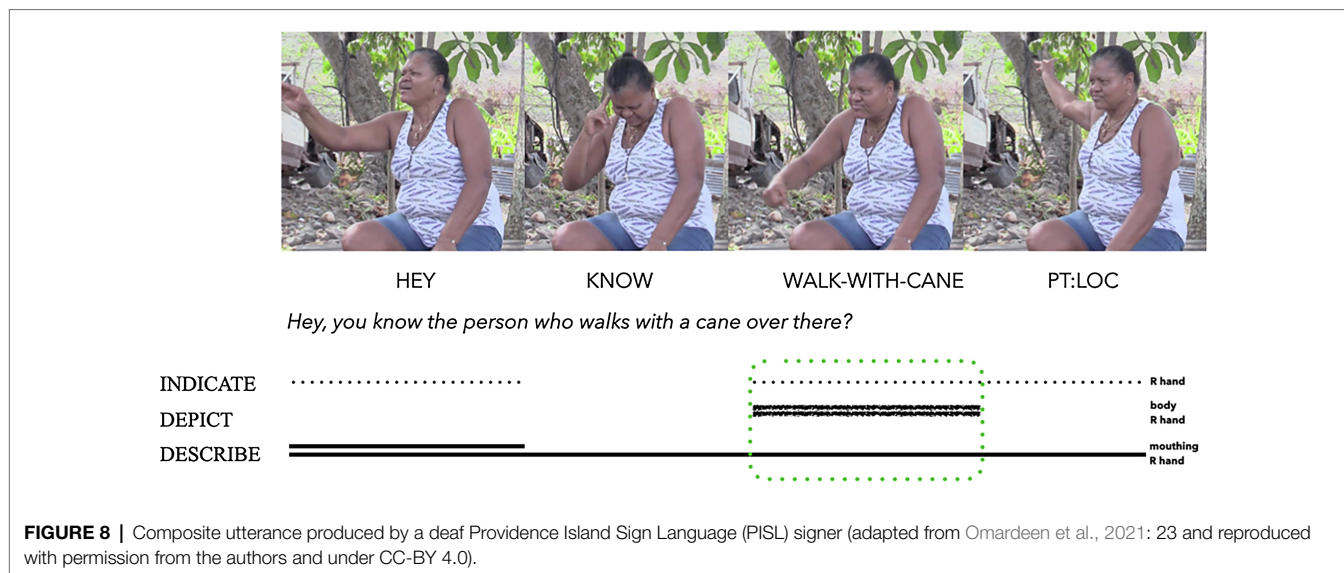 HEY KNOW WALK-WITH-CANE PT:LOC
Hey, you know the person who walks with a cane over there?
INDICATE R hand
DEPICT body
R hand
DESCRIBE mouthing
R hand
FIGURE 8 | Composite utterance produced by a deaf Providence Island Sign Language (PISL) signer (adapted from Omardeen et al., 2021: 23 and reproduced
with permission from the authors and under CC-BY 4.0).